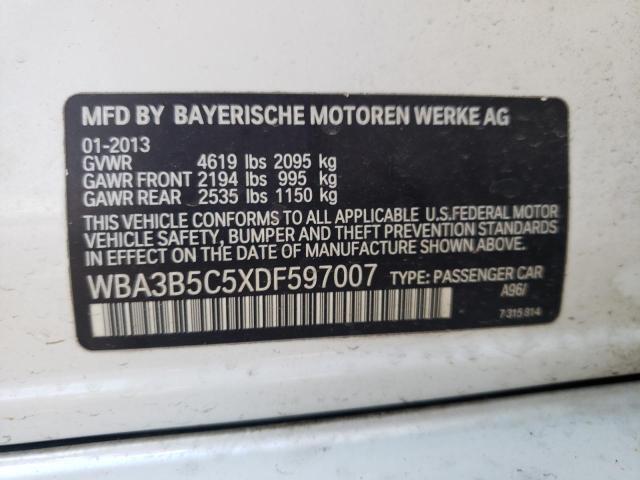 MFD BY BAYERISCHE MOTOREN WERKE AG
01-2013
GVWR 4619 lbs 2095 kg
GAWR FRONT 2194 lbs 995 kg
GAWR REAR 2535 lbs 1150 kg
THIS VEHICLE CONFORMS TO ALL APPLICABLE U.S.FEDERAL MOTOR
VEHICLE SAFETY, BUMPER AND THEFT PREVENTION STANDARDS
IN EFFECT ON THE DATE OF MANUFACTURE SHOWN ABOVE.
WBA3B5C5XDF597007 TYPE: PASSENGER CAR
A96/
7 315 814